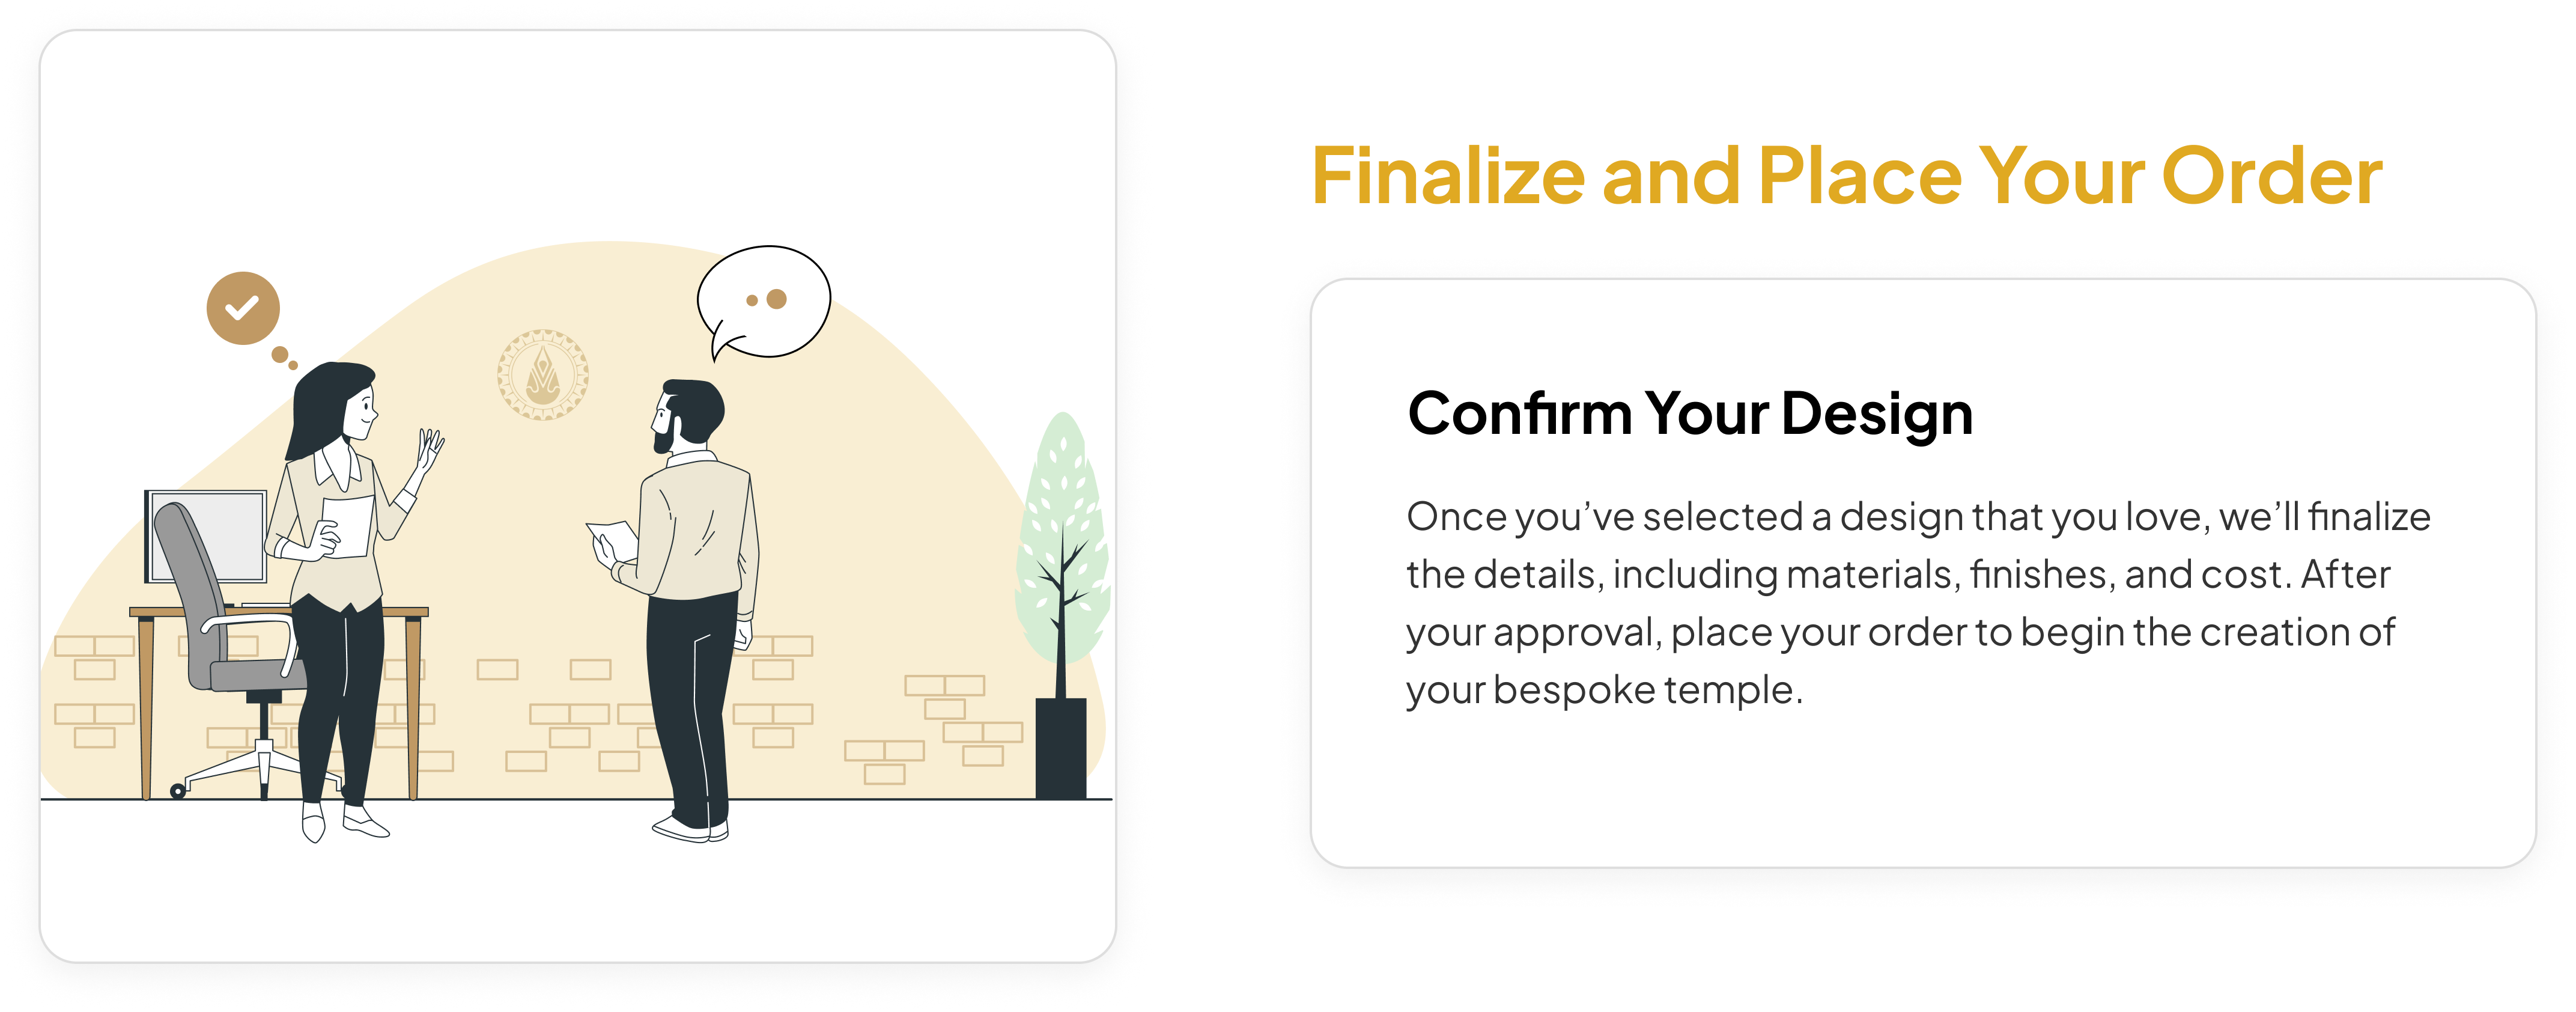 Finalize and Place Your Order
Confirm Your Design
Once you’ve selected a design that you love, we’ll finalize
the details, including materials, finishes, and cost. After
your approval, place your order to begin the creation of
your bespoke temple.